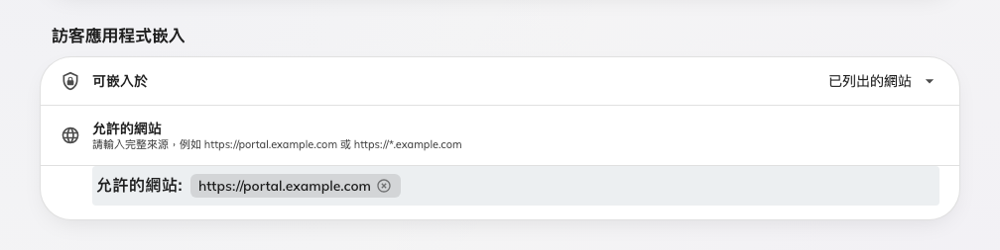 訪客應用程式嵌入
可嵌入於
已列出的網站
允許的網站
請輸入完整來源，例如 https://portal.example.com 或 https://*.example.com
允許的網站: https://portal.example.com